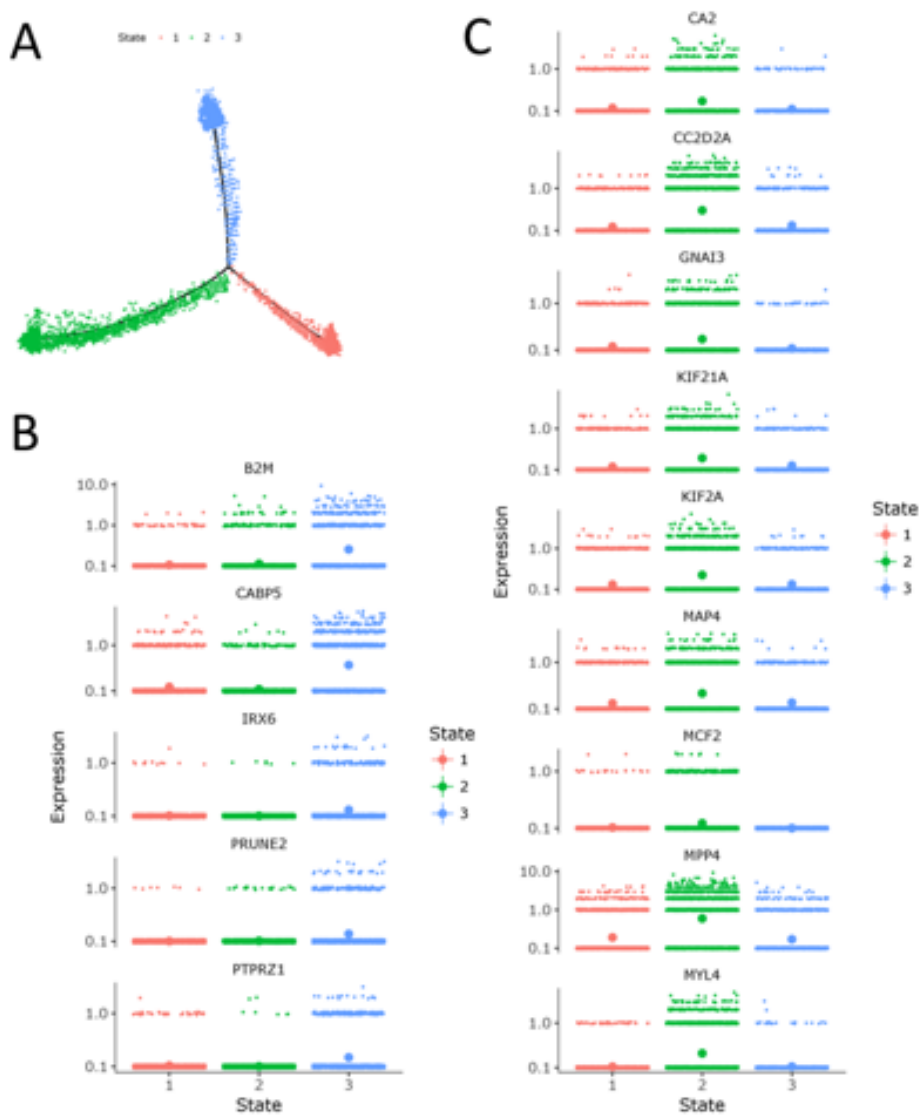 A
State 1 2 3
B
B2M
10.0
1.0
0.1
CABP5
1.0
0.1
IRX6
1.0
0.1
PRUNE2
1.0
0.1
PTPRZ1
1.0
0.1
1 2 3
State
Expression
State
1
2
3
C
CA2
1.0
0.1
CC2D2A
1.0
0.1
GNAI3
1.0
0.1
KIF21A
1.0
0.1
KIF2A
1.0
0.1
MAP4
1.0
0.1
MCF2
1.0
0.1
MPP4
10.0
1.0
0.1
MYL4
1.0
0.1
1 2 3
State
Expression
State
1
2
3